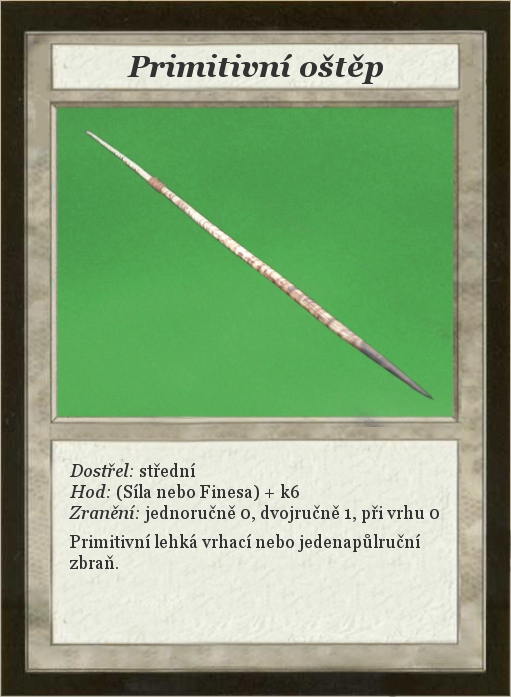 Primitivní oštěp
Dostřel: střední
Hod: (Síla nebo Finesa) + k6
Zranění: jednoručně 0, dvojručně 1, při vrhu 0
Primitivní lehká vrhací nebo jedenapůlruční
zbraň.